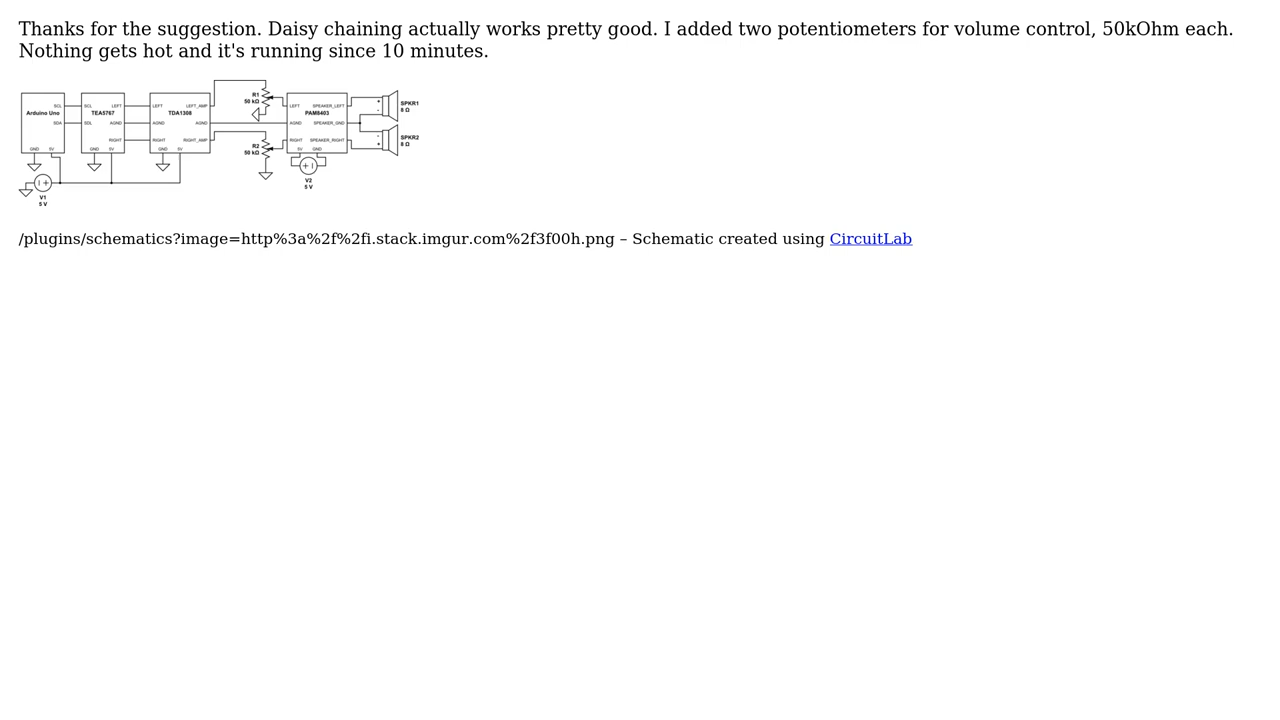 Thanks for the suggestion. Daisy chaining actually works pretty good. I added two potentiometers for volume control, 50kOhm each.
Nothing gets hot and it's running since 10 minutes.
SCL SCL LEFT LEFT LEFT_AMP R1 LEFT SPEAKER_LEFT + SPKR1
Arduino Uno TEA5767 TDA1308 50 kΩ PAM8403 - 8 Ω
SDA SDL AGND AGND AGND AGND SPEAKER_GND
RIGHT RIGHT RIGHT_AMP R2 RIGHT SPEAKER_RIGHT - SPKR2
GND 5V GND 5V GND 5V 50 kΩ 5V GND + 8 Ω
V2
5 V
V1
5 V
/plugins/schematics?image=http%3a%2f%2fi.stack.imgur.com%2f3f00h.png – Schematic created using CircuitLab